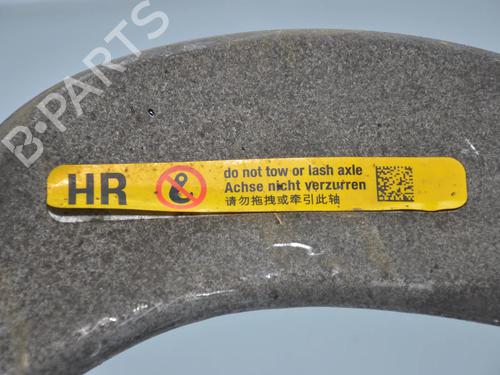 B-PARTS
HR
do not tow or lash axle
Achse nicht verzurren
请勿拖拽或牵引此轴